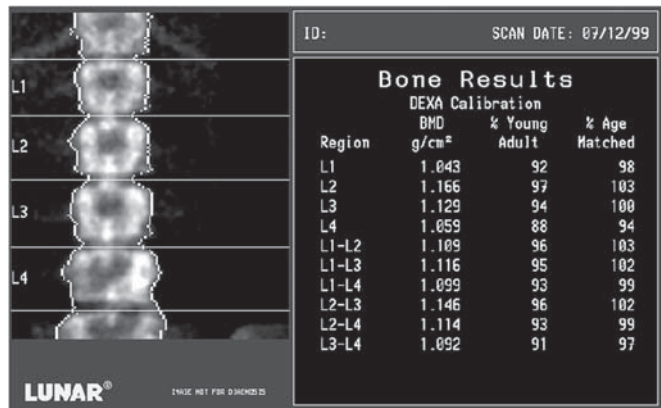 L1
L2
L3
L4
LUNAR®
IMAGE NOT FOR DIAGNOSIS
ID: SCAN DATE: 07/12/99
Bone Results
DEXA Calibration
BMD % Young % Age
Region g/cm² Adult Matched
L1 1.043 92 98
L2 1.166 97 103
L3 1.129 94 100
L4 1.059 88 94
L1-L2 1.109 96 103
L1-L3 1.116 95 102
L1-L4 1.099 93 99
L2-L3 1.146 96 102
L2-L4 1.114 93 99
L3-L4 1.092 91 97